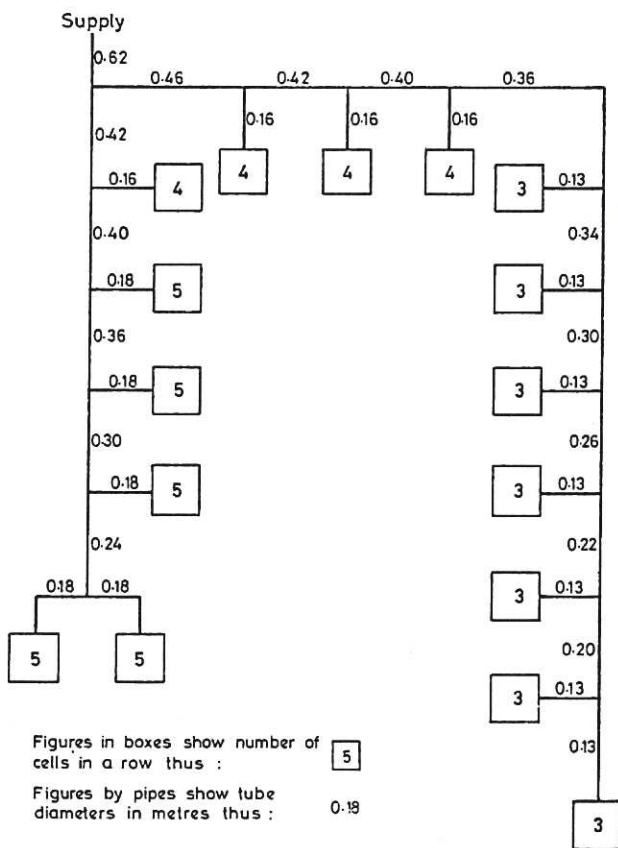 Supply
0·62
0·46 0·42 0·40 0·36
0·42
0·16 0·16 0·16
0·16 4 4 4 4 3 0·13
0·40 0·34
0·18 5 3 0·13
0·36 0·30
0·18 5 3 0·13
0·30 0·26
0·18 5 3 0·13
0·24 0·22
0·18 0·18 3 0·13
5 5 0·20
3 0·13
0·13
Figures in boxes show number of
cells in a row thus : 5
Figures by pipes show tube
diameters in metres thus : 0·18
3